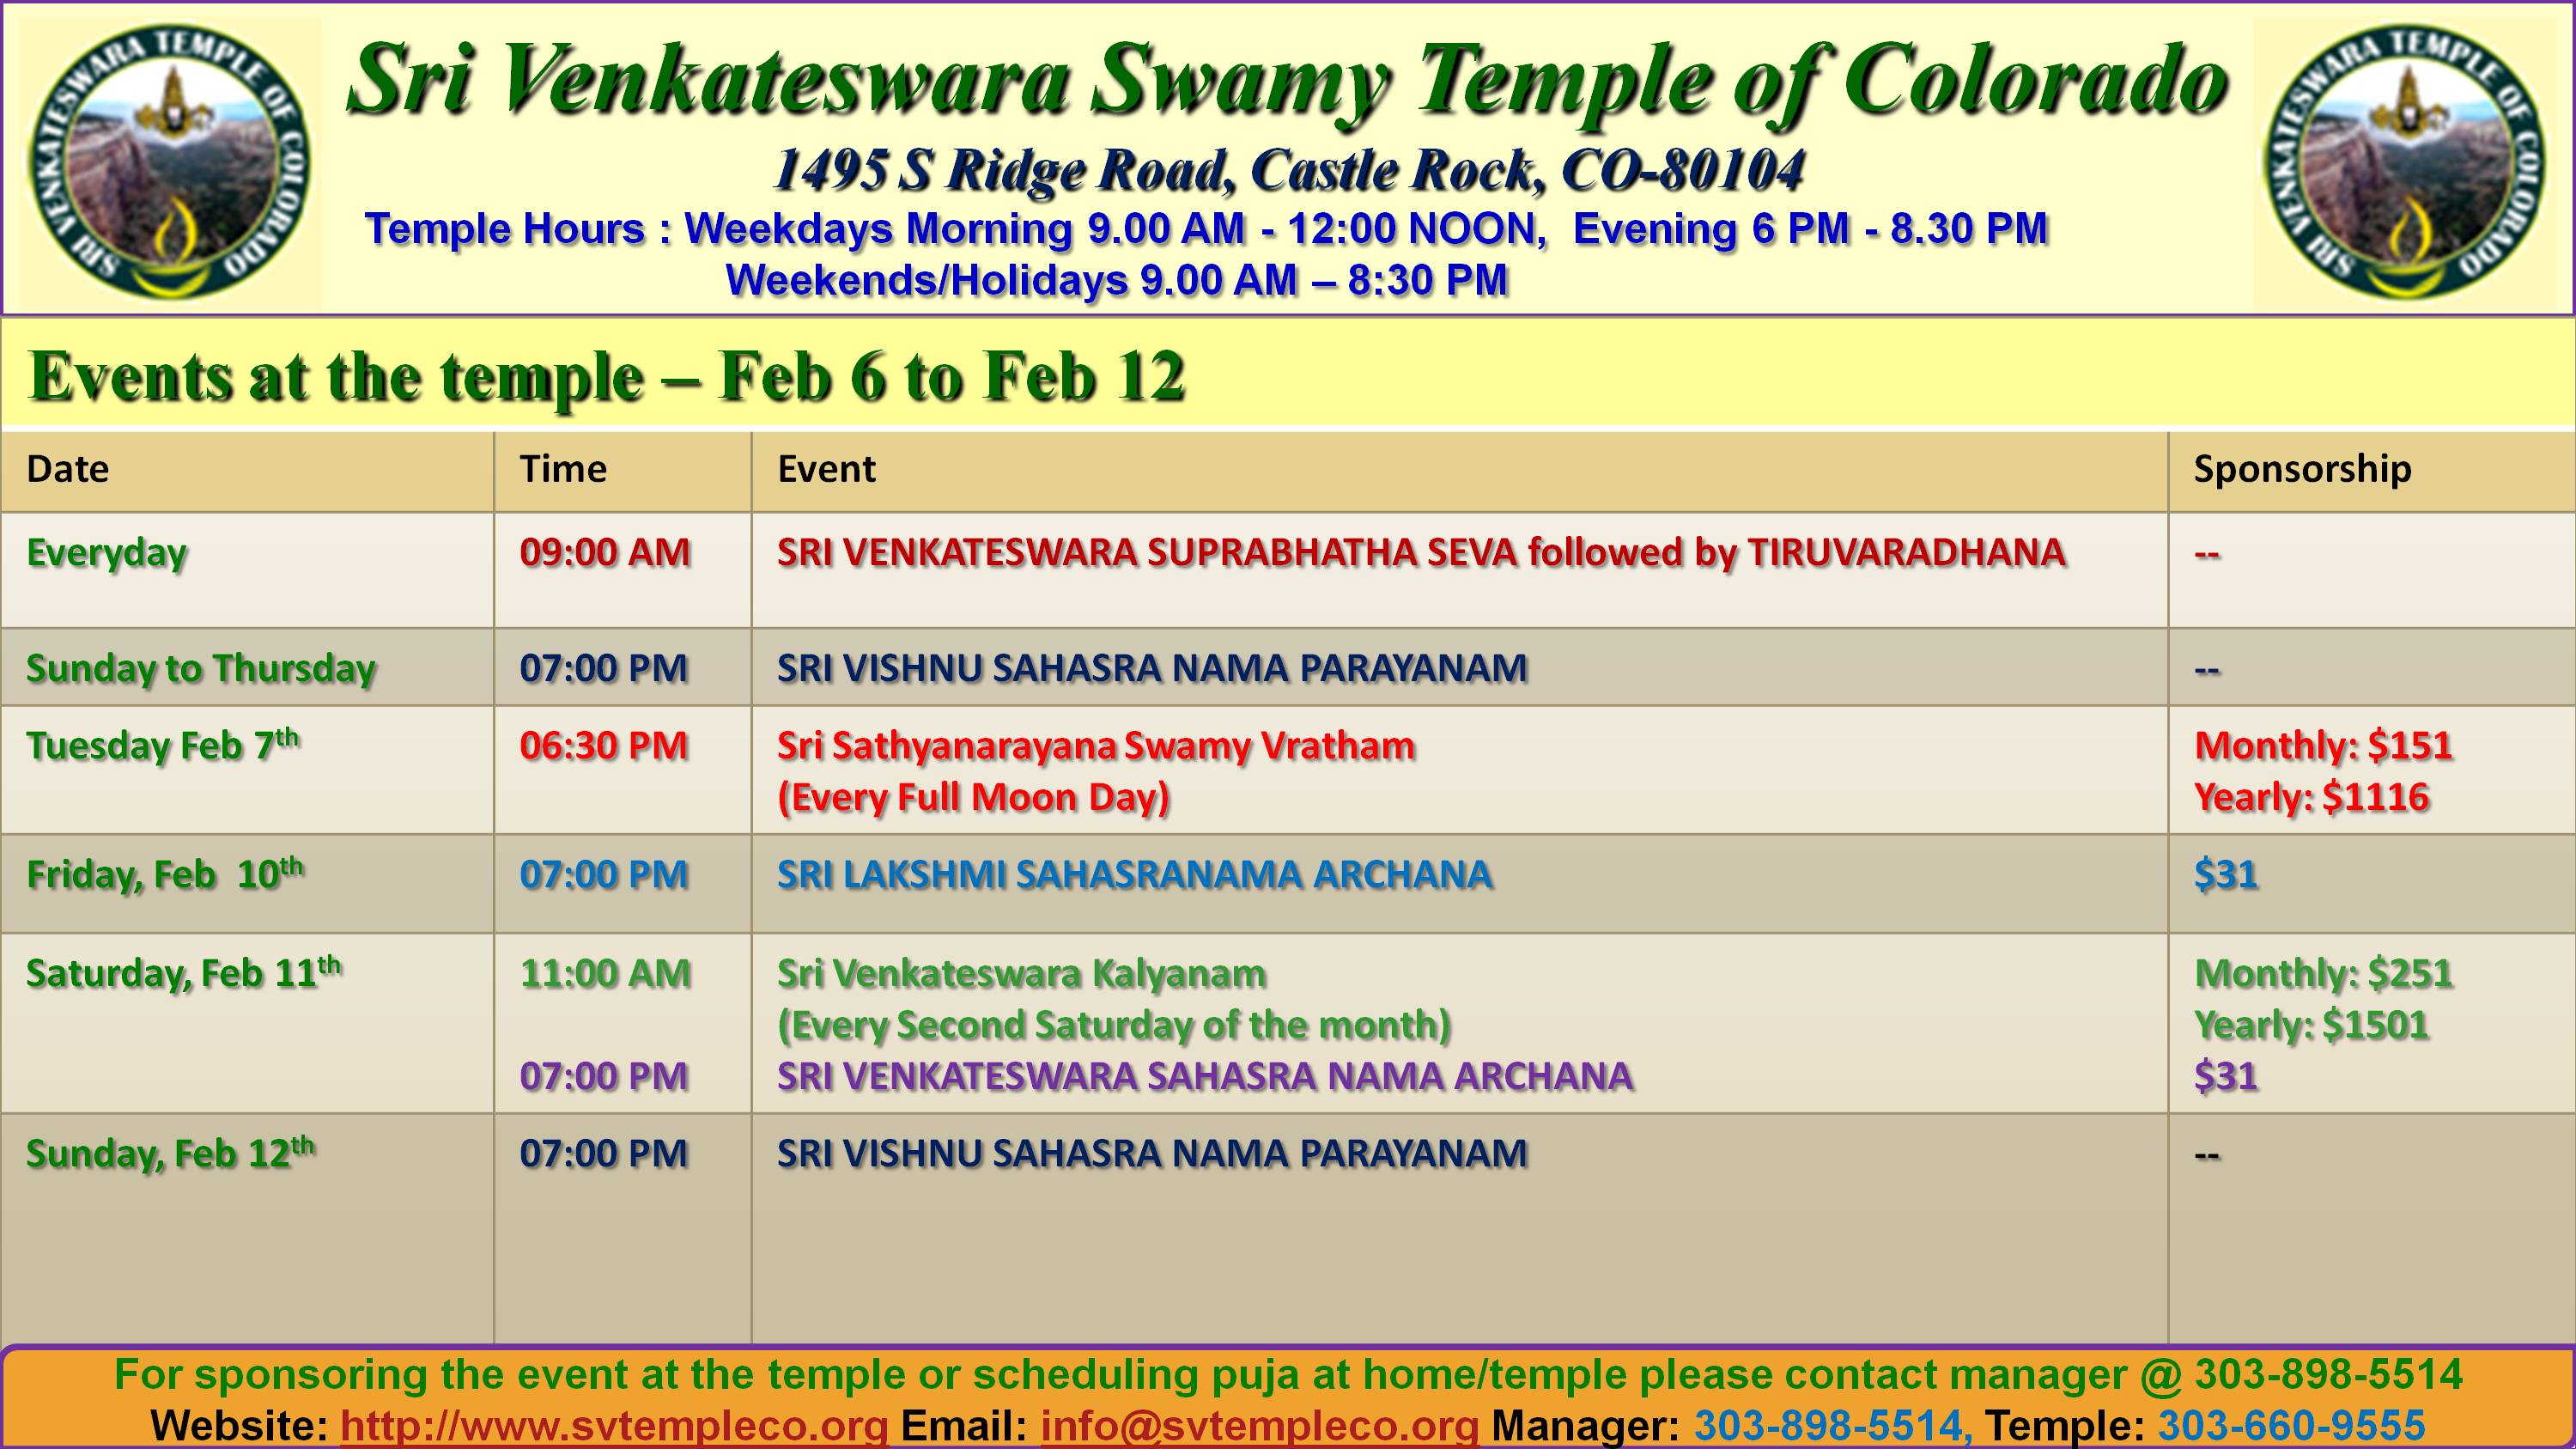 SRI VENKATESWARA TEMPLE OF COLORADO
Sri Venkateswara Swamy Temple of Colorado
SRI VENKATESWARA TEMPLE OF COLORADO
1495 S Ridge Road, Castle Rock, CO-80104
Temple Hours : Weekdays Morning 9.00 AM - 12:00 NOON, Evening 6 PM - 8.30 PM
Weekends/Holidays 9.00 AM – 8:30 PM
Events at the temple – Feb 6 to Feb 12
Date Time Event Sponsorship
Everyday 09:00 AM SRI VENKATESWARA SUPRABHATHA SEVA followed by TIRUVARADHANA --
Sunday to Thursday 07:00 PM SRI VISHNU SAHASRA NAMA PARAYANAM --
Tuesday Feb 7th 06:30 PM Sri Sathyanarayana Swamy Vratham Monthly: $151
(Every Full Moon Day) Yearly: $1116
Friday, Feb 10th 07:00 PM SRI LAKSHMI SAHASRANAMA ARCHANA $31
Saturday, Feb 11th 11:00 AM Sri Venkateswara Kalyanam Monthly: $251
(Every Second Saturday of the month) Yearly: $1501
07:00 PM SRI VENKATESWARA SAHASRA NAMA ARCHANA $31
Sunday, Feb 12th 07:00 PM SRI VISHNU SAHASRA NAMA PARAYANAM --
For sponsoring the event at the temple or scheduling puja at home/temple please contact manager @ 303-898-5514
Website: http://www.svtempleco.org Email: info@svtempleco.org Manager: 303-898-5514, Temple: 303-660-9555